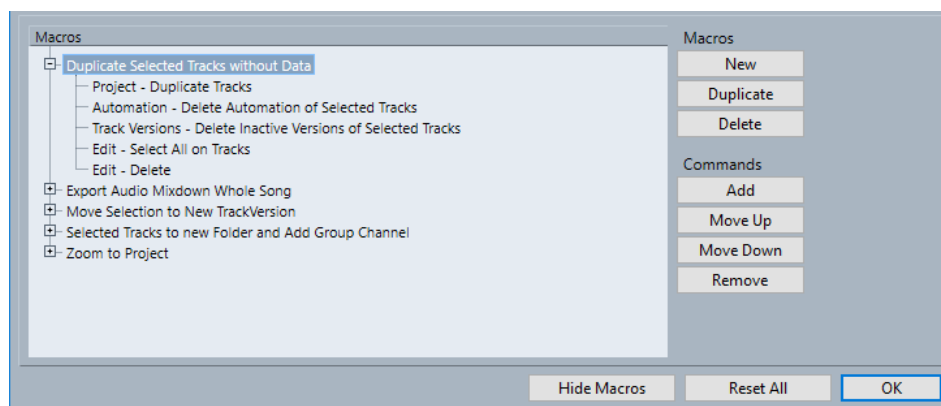 Macros
Duplicate Selected Tracks without Data
Project - Duplicate Tracks
Automation - Delete Automation of Selected Tracks
Track Versions - Delete Inactive Versions of Selected Tracks
Edit - Select All on Tracks
Edit - Delete
Export Audio Mixdown Whole Song
Move Selection to New TrackVersion
Selected Tracks to new Folder and Add Group Channel
Zoom to Project
Macros
New
Duplicate
Delete
Commands
Add
Move Up
Move Down
Remove
Hide Macros
Reset All
OK